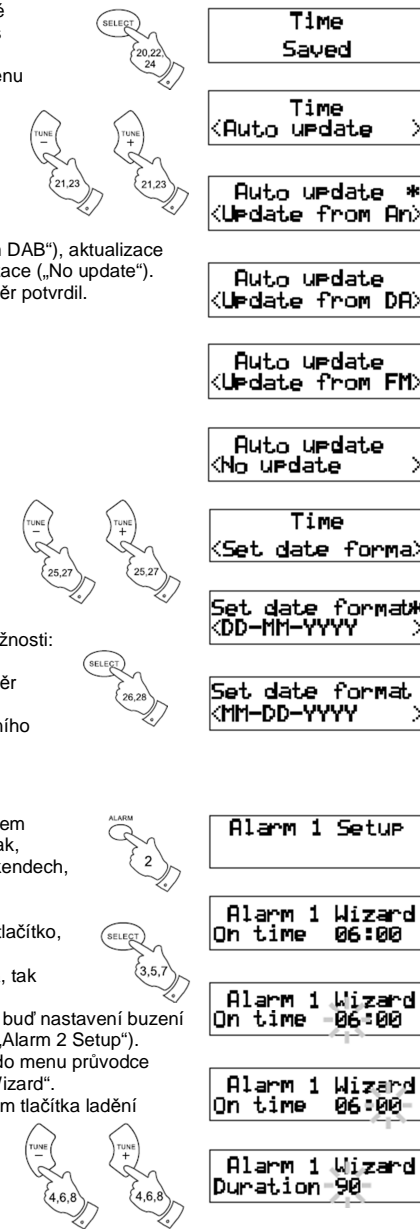 é
SELECT
20,22,
24
s
enu
Time
Saved
TUNE
–
21,23
TUNE
+
21,23
Time
<Auto update >
Auto update *
<Update from An>
n DAB“), aktualizace
zace („No update“).
ěr potvrdil.
Auto update
<Update from DA>
Auto update
<Update from FM>
Auto update
<No update >
TUNE
–
25,27
TUNE
+
25,27
Time
<Set date forma>
Set date format*
<DD-MM-YYYY >
žnosti:
ěr
ního
SELECT
26,28
Set date format
<MM-DD-YYYY >
em
ak,
kendech,
ALARM
2
Alarm 1 Setup
tlačítko,
, tak
SELECT
3,5,7
Alarm 1 Wizard
On time 06:00
Alarm 1 Wizard
On time 06:00
buď nastavení buzení
„Alarm 2 Setup“).
do menu průvodce
Wizard“.
ím tlačítka ladění
Alarm 1 Wizard
On time 06:00
TUNE
–
4,6,8
TUNE
+
4,6,8
Alarm 1 Wizard
Duration 90